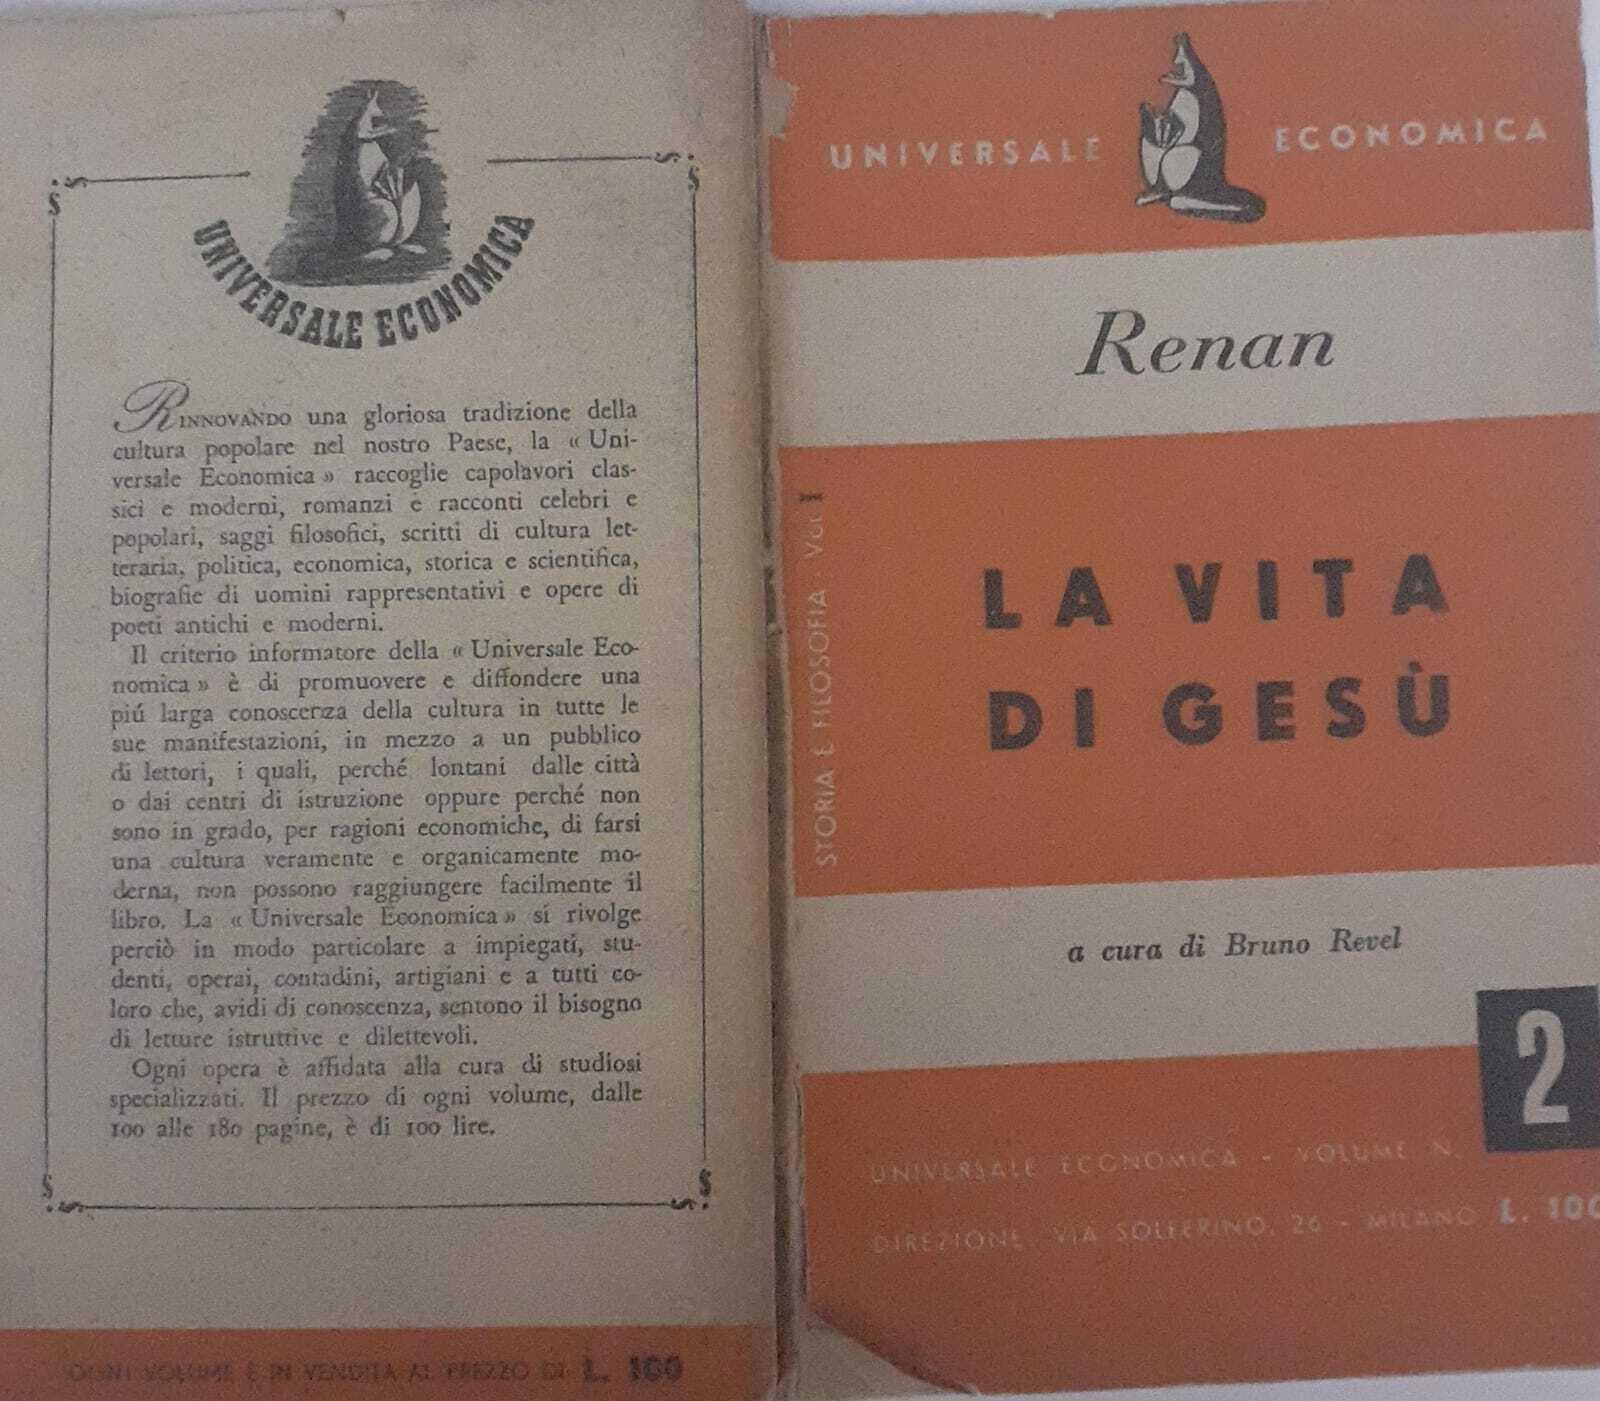 UNIVERSALE ECONOMICA
RINNOVANDO una gloriosa tradizione della
cultura popolare nel nostro Paese, la « Uni-
versale Economica » raccoglie capolavori clas-
sici e moderni, romanzi e racconti celebri e
popolari, saggi filosofici, scritti di cultura let-
teraria, politica, economica, storica e scientifica,
biografie di uomini rappresentativi e opere di
poeti antichi e moderni.
Il criterio informatore della « Universale Eco-
nomica » è di promuovere e diffondere una
piú larga conoscenza della cultura in tutte le
sue manifestazioni, in mezzo a un pubblico
di lettori, i quali, perché lontani dalle città
o dai centri di istruzione oppure perché non
sono in grado, per ragioni economiche, di farsi
una cultura veramente e organicamente mo-
derna, non possono raggiungere facilmente il
libro. La « Universale Economica » si rivolge
perciò in modo particolare a impiegati, stu-
denti, operai, contadini, artigiani e a tutti co-
loro che, avidi di conoscenza, sentono il bisogno
di letture istruttive e dilettevoli.
Ogni opera è affidata alla cura di studiosi
specializzati. Il prezzo di ogni volume, dalle
100 alle 180 pagine, è di 100 lire.
OGNI VOLUME È IN VENDITA AL PREZZO DI L. 100
UNIVERSALE ECONOMICA
Renan
STORIA E FILOSOFIA Vol. I
LA VITA
DI GESÙ
a cura di Bruno Revel
2
UNIVERSALE ECONOMICA - VOLUME N.
DIREZIONE, VIA SOLFERINO, 26 - MILANO L. 100